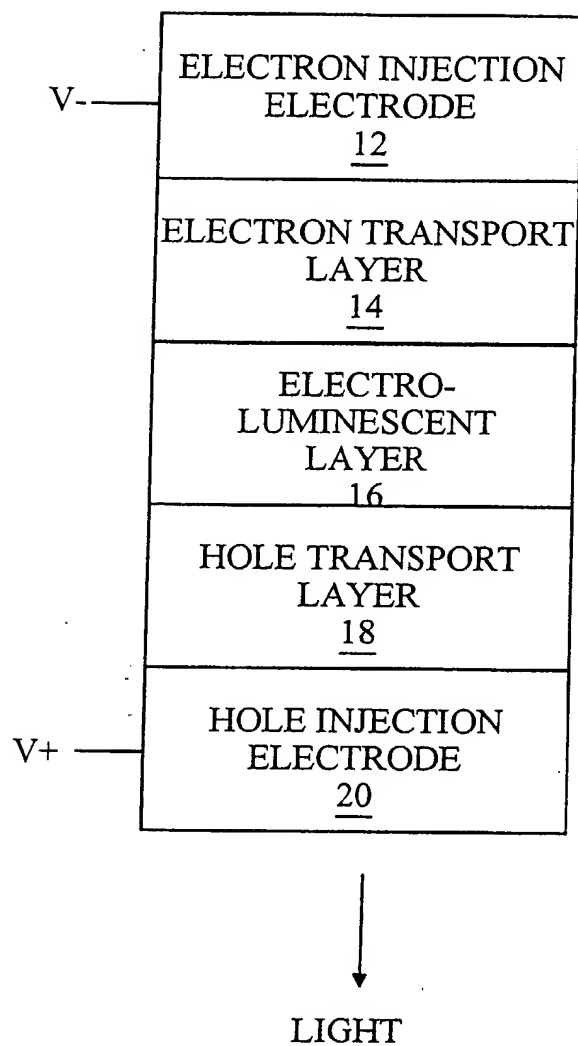 V-
ELECTRON INJECTION
ELECTRODE
12
ELECTRON TRANSPORT
LAYER
14
ELECTRO-
LUMINESCENT
LAYER
16
HOLE TRANSPORT
LAYER
18
V+
HOLE INJECTION
ELECTRODE
20
LIGHT